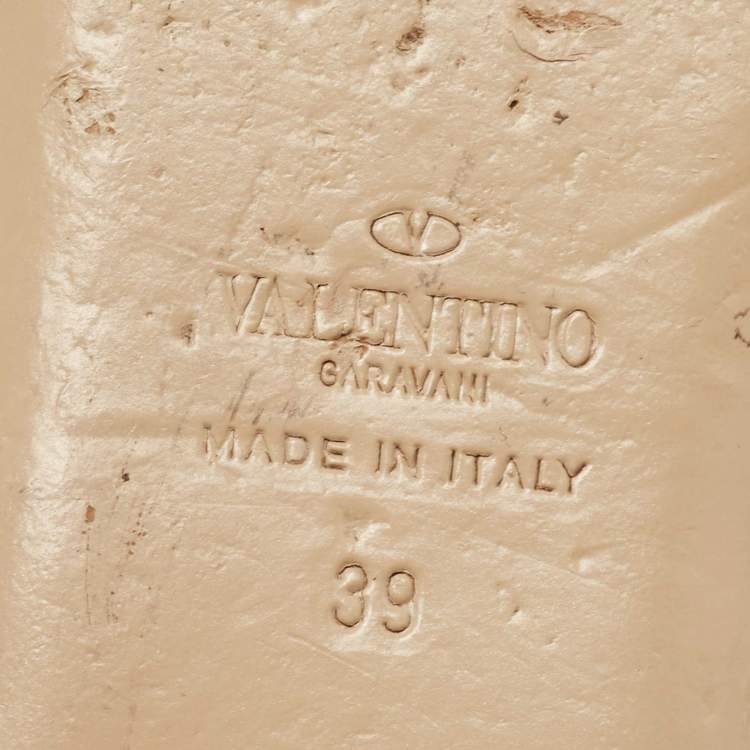 VALENTINO
GARAVANI
MADE IN ITALY
39